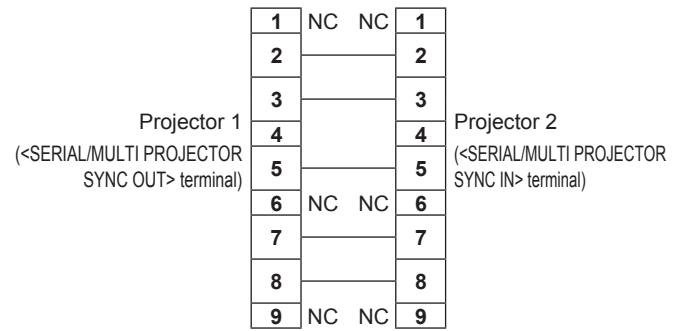 1 NC NC 1
2 2
3 3
Projector 1
4 4
Projector 2
(<SERIAL/MULTI PROJECTOR
SYNC OUT> terminal)
5 5
(<SERIAL/MULTI PROJECTOR
SYNC IN> terminal)
6 NC NC 6
7 7
8 8
9 NC NC 9